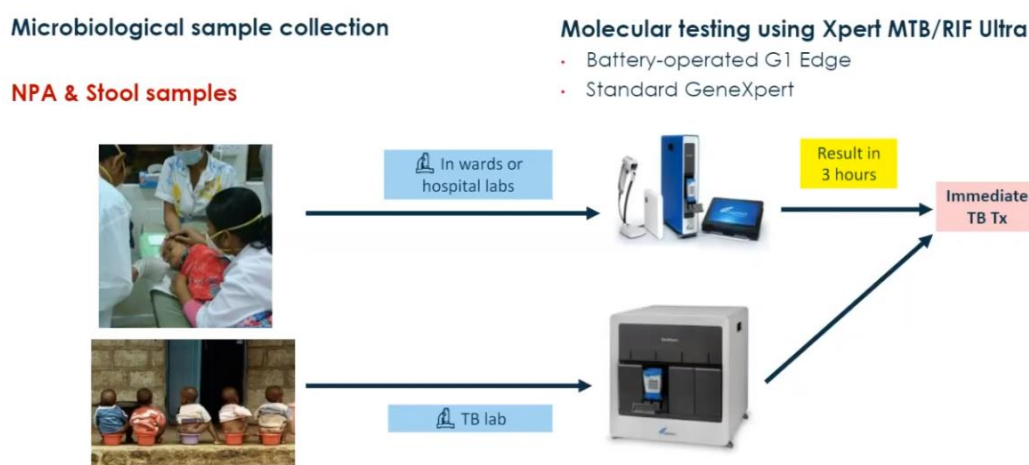 Microbiological sample collection
NPA & Stool samples
Molecular testing using Xpert MTB/RIF Ultra
· Battery-operated G1 Edge
· Standard GeneXpert
In wards or
hospital labs
Result in
3 hours
Immediate
TB Tx
TB lab